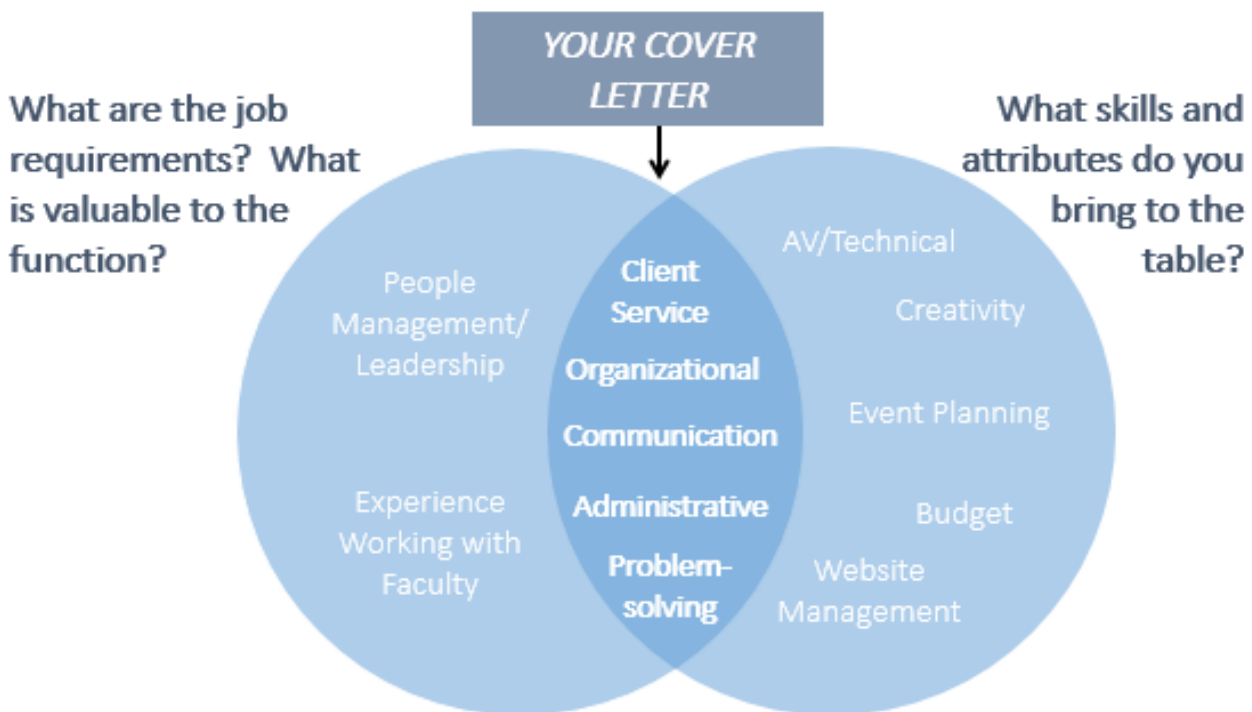 YOUR COVER
LETTER
What are the job
requirements?  What
is valuable to the
function?
What skills and
attributes do you
bring to the
table?
People
Management/
Leadership
Experience
Working with
Faculty
Client
Service
Organizational
Communication
Administrative
Problem-
solving
AV/Technical
Creativity
Event Planning
Budget
Website
Management